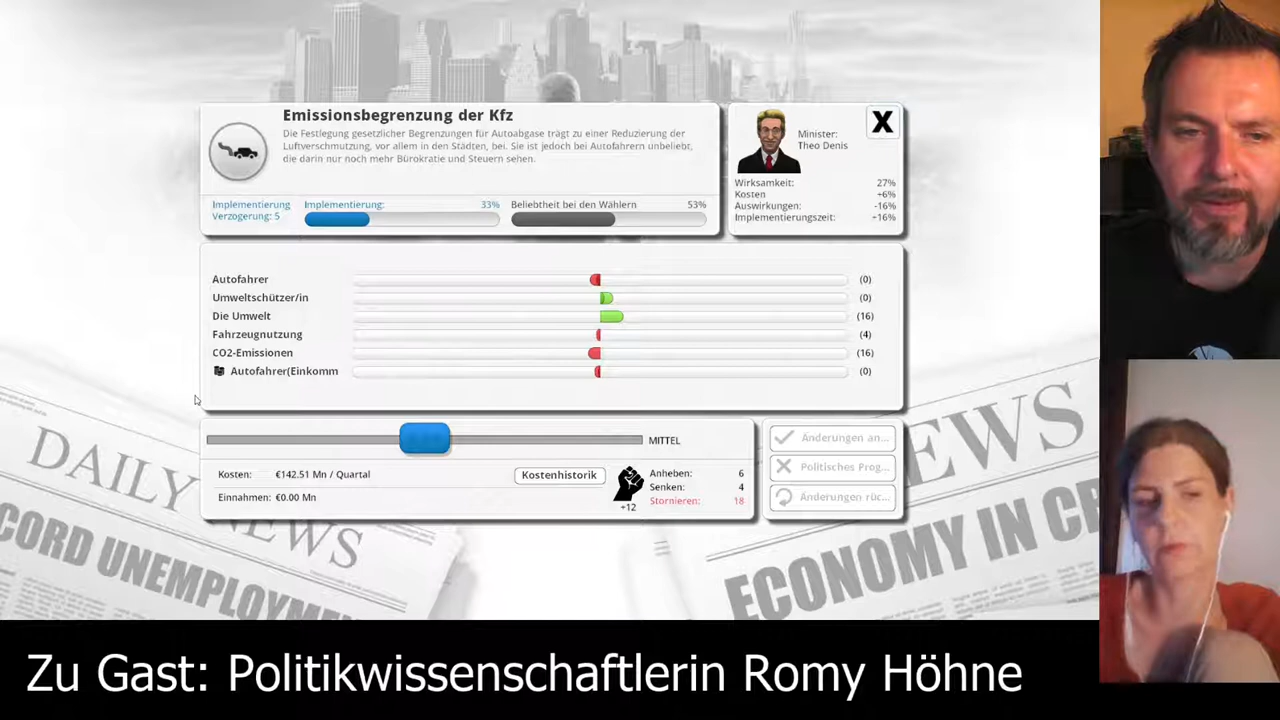 Emissionsbegrenzung der Kfz
Die Festlegung gesetzlicher Begrenzungen für Autoabgase trägt zu einer Reduzierung der
Luftverschmutzung, vor allem in den Städten, bei. Sie ist jedoch bei Autofahrern unbeliebt,
die darin nur noch mehr Bürokratie und Steuern sehen.
Implementierung
Verzogerung: 5
Implementierung: 33%
Beliebtheit bei den Wählern 53%
X
Minister:
Theo Denis
Wirksamkeit: 27%
Kosten +6%
Auswirkungen: -16%
Implementierungszeit: +16%
Autofahrer (0)
Umweltschützer/in (0)
Die Umwelt (16)
Fahrzeugnutzung (4)
CO2-Emissionen (16)
Autofahrer(Einkomm (0)
MITTEL
Kosten: €142.51 Mn / Quartal
Einnahmen: €0.00 Mn
Kostenhistorik
+12
Anheben: 6
Senken: 4
Stornieren: 18
Änderungen an...
Politisches Prog...
Änderungen rüc...
DAILY NEWS
CORD UNEMPLOYME
NEWS
ECONOMY IN CR
Zu Gast: Politikwissenschaftlerin Romy Höhne